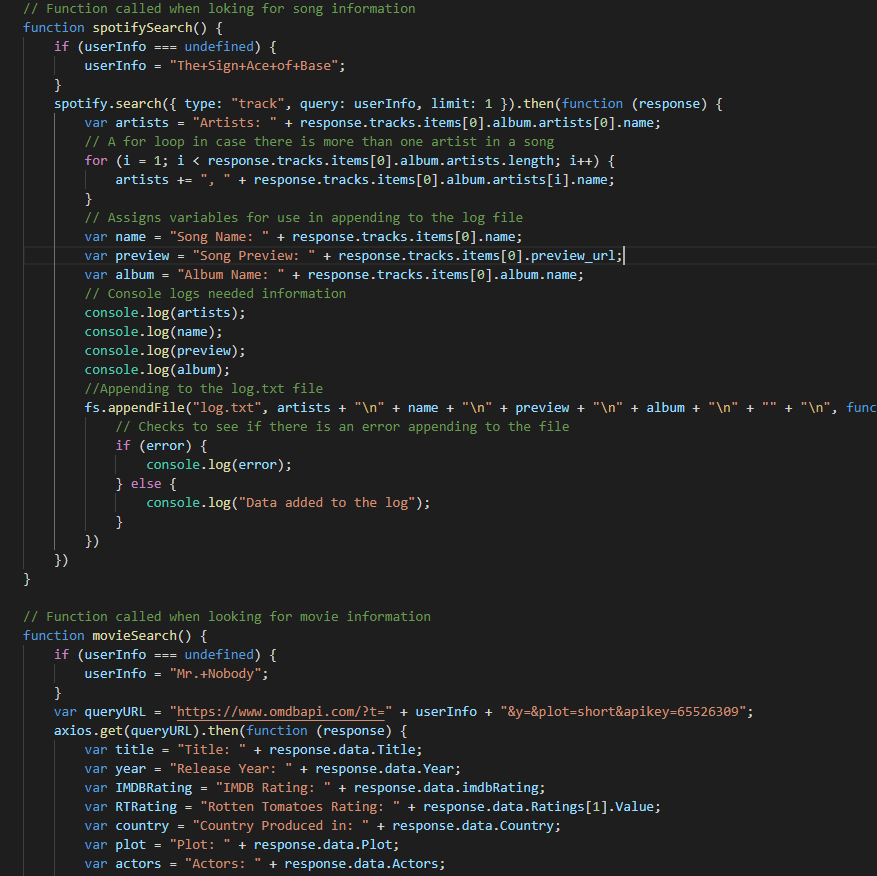 // Function called when loking for song information
function spotifySearch() {
    if (userInfo === undefined) {
        userInfo = "The+Sign+Ace+of+Base";
    }
    spotify.search({ type: "track", query: userInfo, limit: 1 }).then(function (response) {
        var artists = "Artists: " + response.tracks.items[0].album.artists[0].name;
        // A for loop in case there is more than one artist in a song
        for (i = 1; i < response.tracks.items[0].album.artists.length; i++) {
            artists += ", " + response.tracks.items[0].album.artists[i].name;
        }
        // Assigns variables for use in appending to the log file
        var name = "Song Name: " + response.tracks.items[0].name;
        var preview = "Song Preview: " + response.tracks.items[0].preview_url;
        var album = "Album Name: " + response.tracks.items[0].album.name;
        // Console logs needed information
        console.log(artists);
        console.log(name);
        console.log(preview);
        console.log(album);
        //Appending to the log.txt file
        fs.appendFile("log.txt", artists + "\n" + name + "\n" + preview + "\n" + album + "\n" + "" + "\n", func
            // Checks to see if there is an error appending to the file
            if (error) {
                console.log(error);
            } else {
                console.log("Data added to the log");
            }
        })
    })
}
// Function called when looking for movie information
function movieSearch() {
    if (userInfo === undefined) {
        userInfo = "Mr.+Nobody";
    }
    var queryURL = "https://www.omdbapi.com/?t=" + userInfo + "&y=&plot=short&apikey=65526309";
    axios.get(queryURL).then(function (response) {
        var title = "Title: " + response.data.Title;
        var year = "Release Year: " + response.data.Year;
        var IMDBRating = "IMDB Rating: " + response.data.imdbRating;
        var RTRating = "Rotten Tomatoes Rating: " + response.data.Ratings[1].Value;
        var country = "Country Produced in: " + response.data.Country;
        var plot = "Plot: " + response.data.Plot;
        var actors = "Actors: " + response.data.Actors;